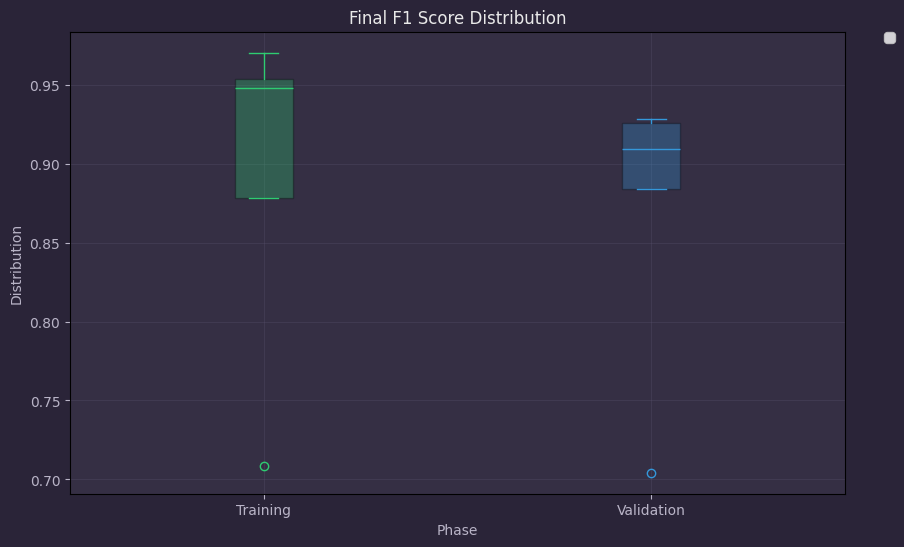 Final F1 Score Distribution
Distribution
0.95
0.90
0.85
0.80
0.75
0.70
Training
Validation
Phase